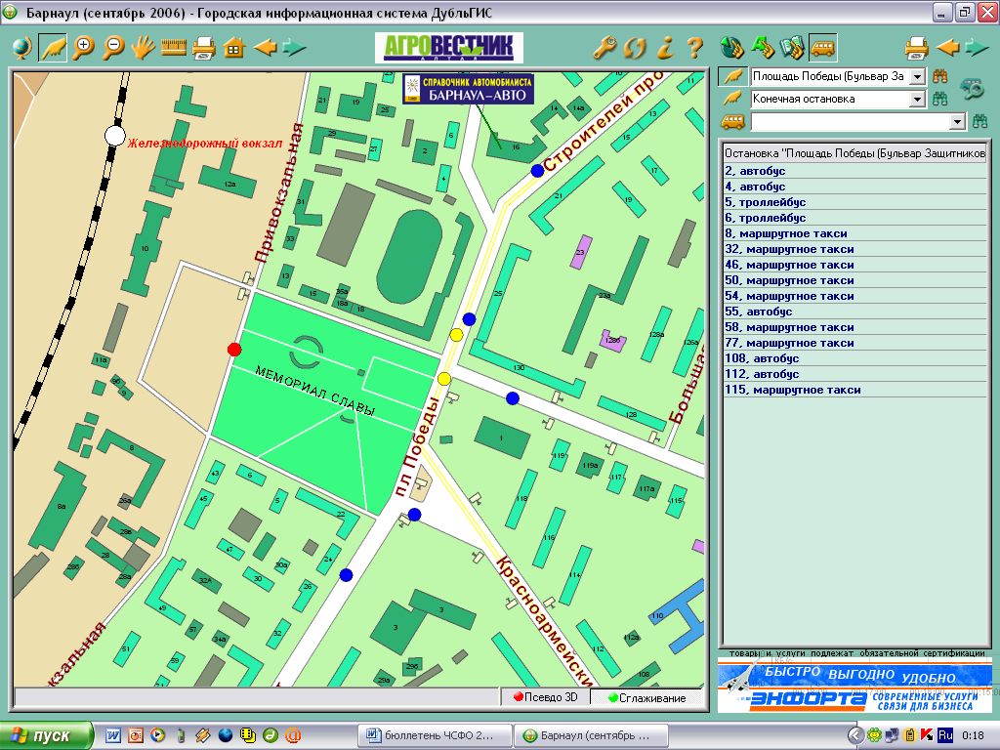 Барнаул (сентябрь 2006) - Городская информационная система ДубльГИС
АГРОВЕСТНИК
АЛТАЯ
СПРАВОЧНИК АВТОМОБИЛИСТА
БАРНАУЛ-АВТО
Железнодорожный вокзал
Привокзальная
Строителей про
МЕМОРИАЛ СЛАВЫ
пл Победы
Большая
Красноармейски
кзальная
21
19
25
29
27
2
6
4
14
14а
16
15
13
17
19
21
12а
10
31
33
13
15
35а
18а
18
23
25
23а
128б
128а
126а
130
128
11а
9б
9
8
8а
26а
28в
28
28б
28а
43
6
45
5
22
47
30а
30
24
26
32А
49
57
34а
32
51
59
1
119
119а
117
117а
115
118
116
114
110
112
112а
108
3
3
29б
29а
Псевдо 3D
Сглаживание
Площадь Победы (Бульвар За
Конечная остановка
Остановка "Площадь Победы (Бульвар Защитников
2, автобус
4, автобус
5, троллейбус
6, троллейбус
8, маршрутное такси
32, маршрутное такси
46, маршрутное такси
50, маршрутное такси
54, маршрутное такси
55, автобус
58, маршрутное такси
77, маршрутное такси
108, автобус
112, автобус
115, маршрутное такси
товары и услуги подлежат обязательной сертификации
БЫСТРО ВЫГОДНО УДОБНО
ЭНФОРТА
СОВРЕМЕННЫЕ УСЛУГИ
СВЯЗИ ДЛЯ БИЗНЕСА
пуск
бюллетень ЧСФО 2...
Барнаул (сентябрь ...
Ru
0:18